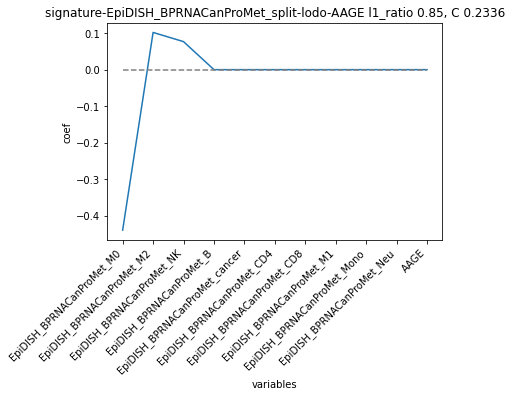 signature-EpiDISH_BPRNACanProMet_split-lodo-AAGE l1_ratio 0.85, C 0.2336
0.1
0.0
−0.1
−0.2
−0.3
−0.4
coef
EpiDISH_BPRNACanProMet_M0
EpiDISH_BPRNACanProMet_M2
EpiDISH_BPRNACanProMet_NK
EpiDISH_BPRNACanProMet_B
EpiDISH_BPRNACanProMet_cancer
EpiDISH_BPRNACanProMet_CD4
EpiDISH_BPRNACanProMet_CD8
EpiDISH_BPRNACanProMet_M1
EpiDISH_BPRNACanProMet_Mono
EpiDISH_BPRNACanProMet_Neu
AAGE
variables